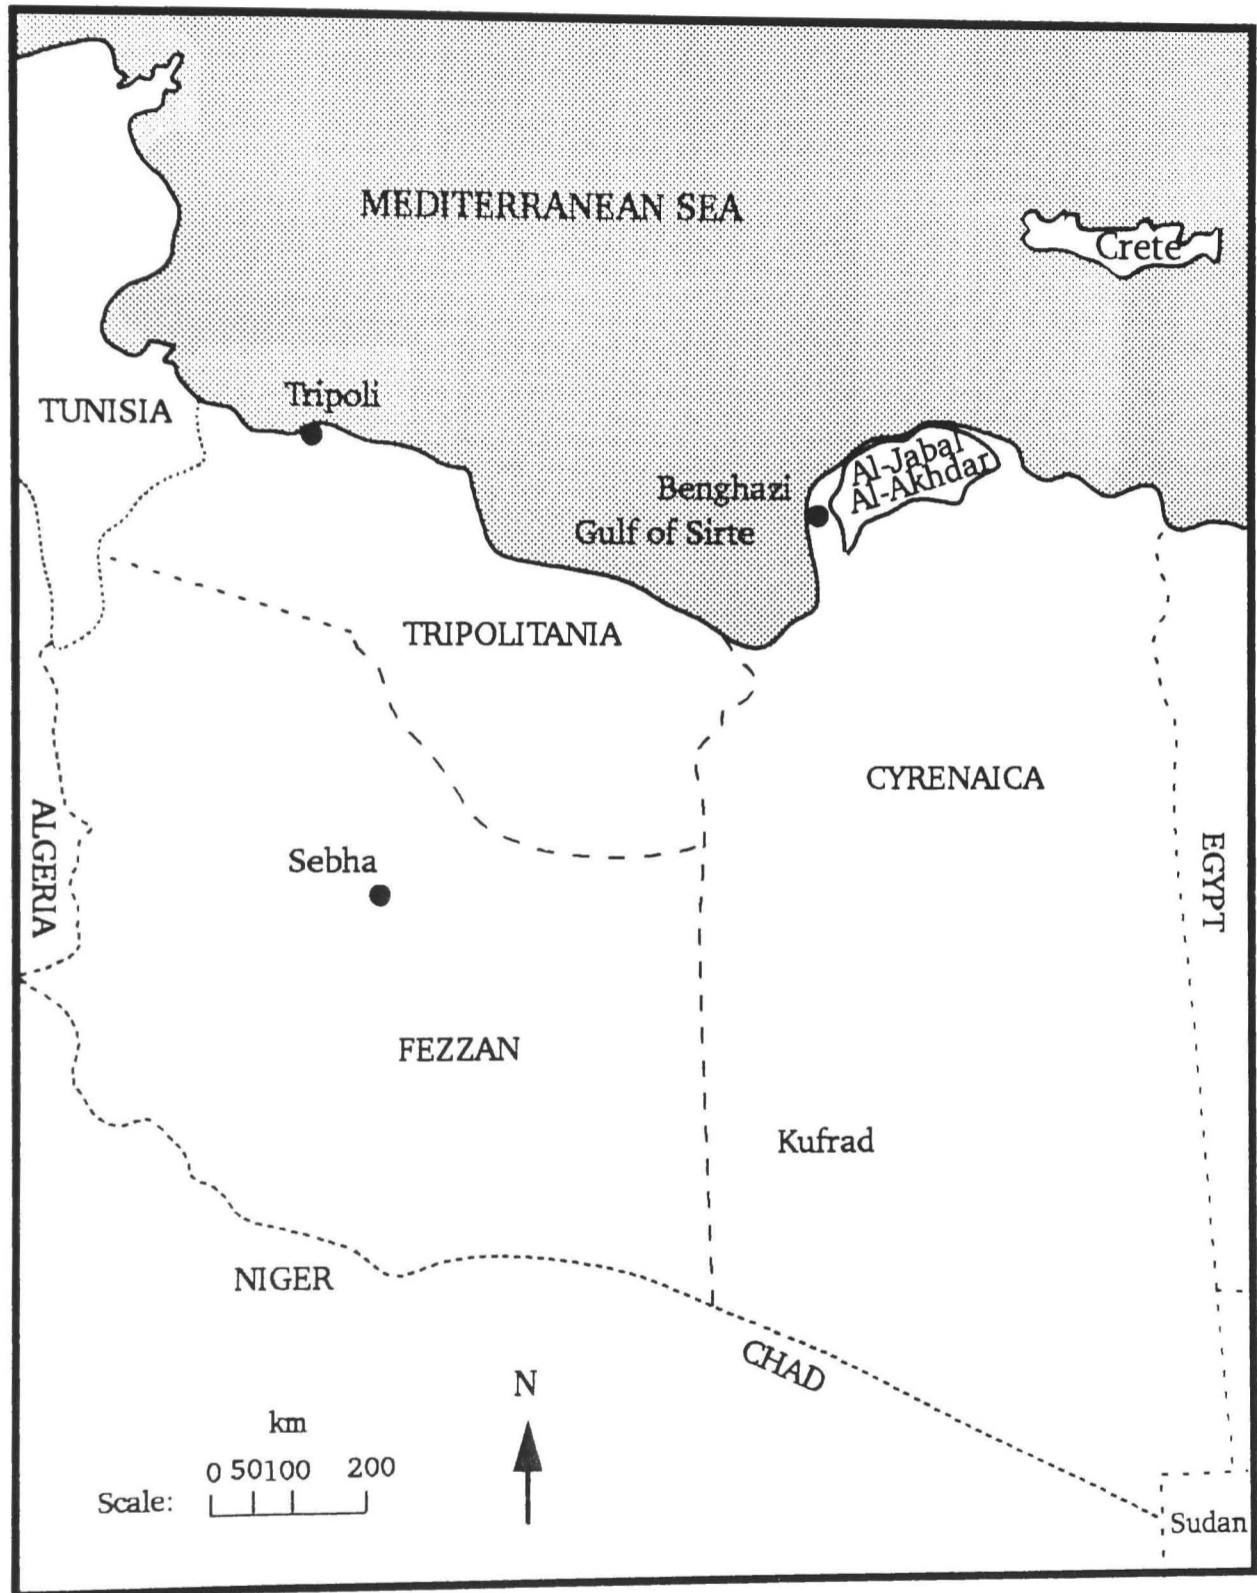 MEDITERRANEAN SEA
Crete
Tripoli
TUNISIA
Al-Jabal
Al-Akhdar
Benghazi
Gulf of Sirte
TRIPOLITANIA
CYRENAICA
ALGERIA
EGYPT
Sebha
FEZZAN
Kufrad
NIGER
CHAD
N
km
0 50100 200
Scale:
Sudan